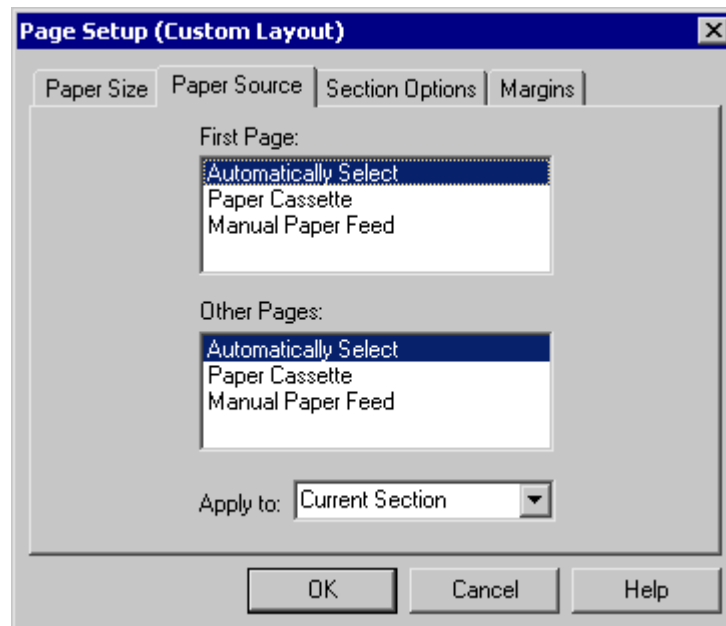 Page Setup (Custom Layout)
Paper Size Paper Source Section Options Margins
First Page:
Automatically Select
Paper Cassette
Manual Paper Feed
Other Pages:
Automatically Select
Paper Cassette
Manual Paper Feed
Apply to: Current Section
OK Cancel Help